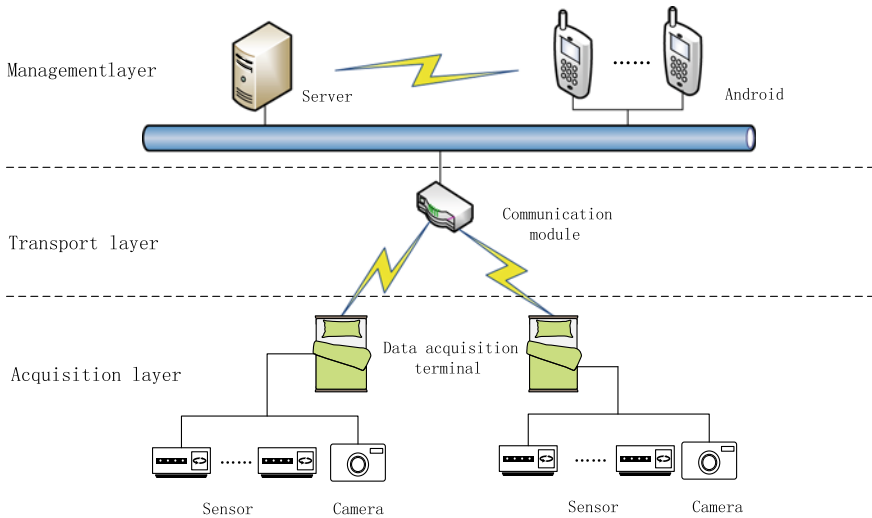 Managementlayer
Server
......
Android
Communication
module
Transport layer
Data acquisition
terminal
Acquisition layer
......
......
Sensor
Camera
Sensor
Camera